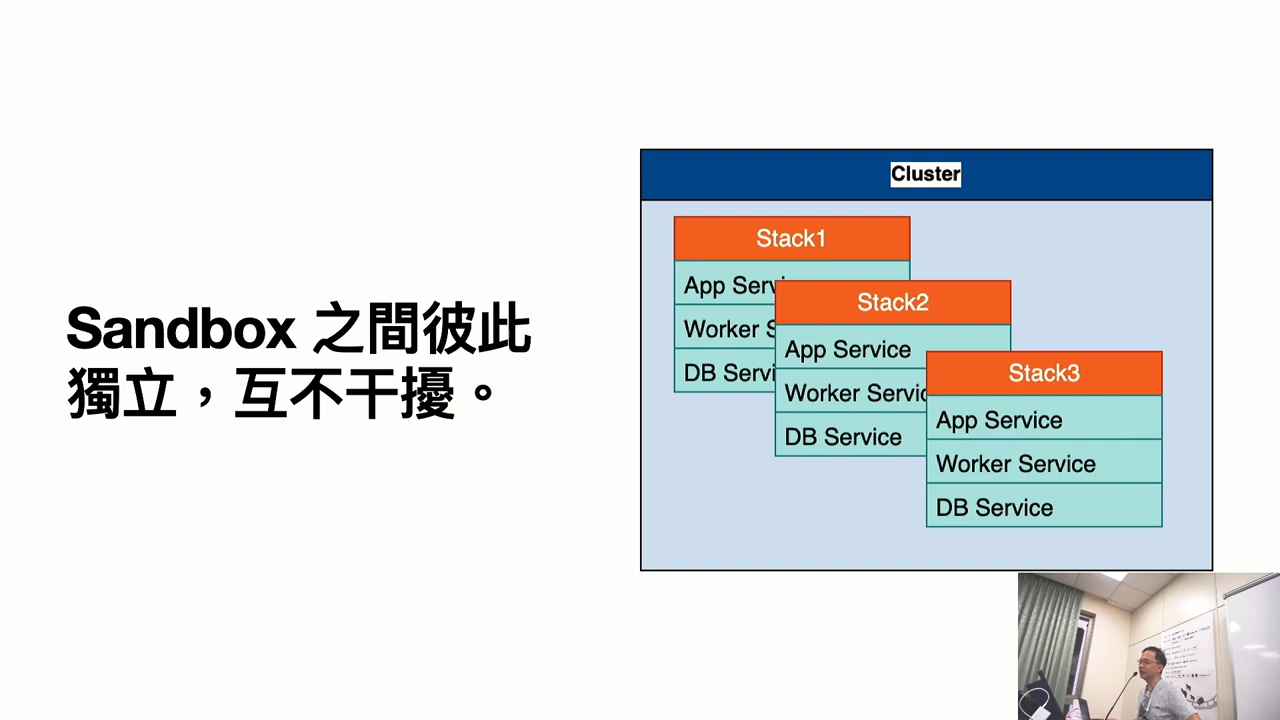 Sandbox 之間彼此
獨立，互不干擾。
Cluster
Stack1
App Serv
Worker S
DB Servi
Stack2
App Service
Worker Servic
DB Service
Stack3
App Service
Worker Service
DB Service